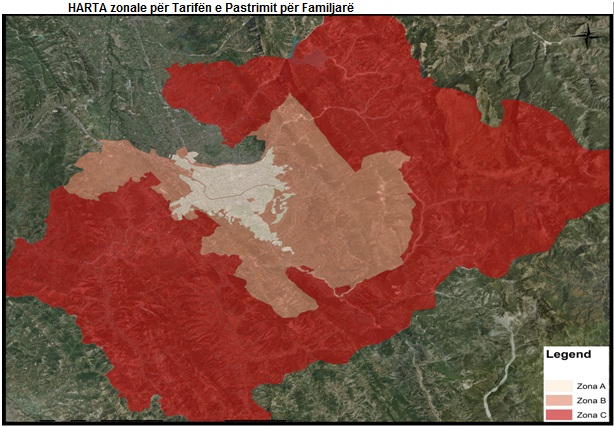 HARTA zonale për Tarifën e Pastrimit për Familjarë
Legend
Zona A
Zona B
Zona C